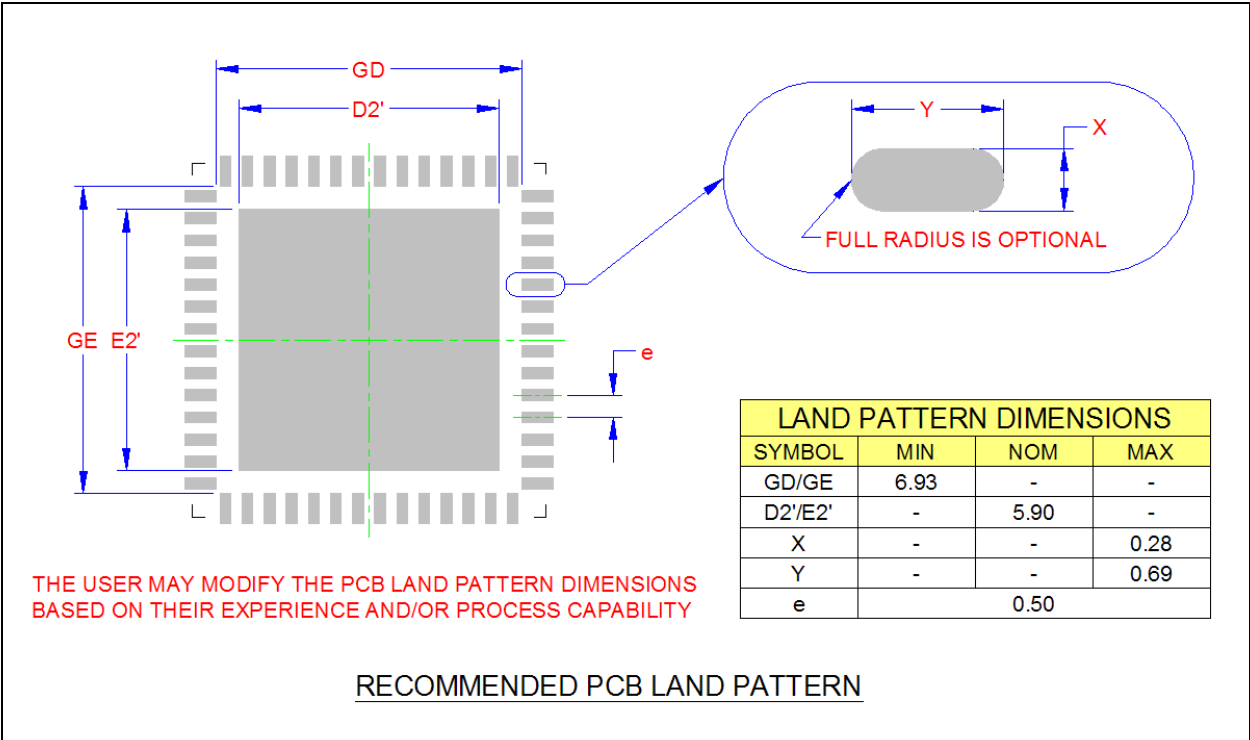 GD
D2'
GE E2'
e
Y
X
FULL RADIUS IS OPTIONAL
LAND PATTERN DIMENSIONS
SYMBOL MIN NOM MAX
GD/GE 6.93 - -
D2'/E2' - 5.90 -
X - - 0.28
Y - - 0.69
e 0.50
THE USER MAY MODIFY THE PCB LAND PATTERN DIMENSIONS
BASED ON THEIR EXPERIENCE AND/OR PROCESS CAPABILITY
RECOMMENDED PCB LAND PATTERN